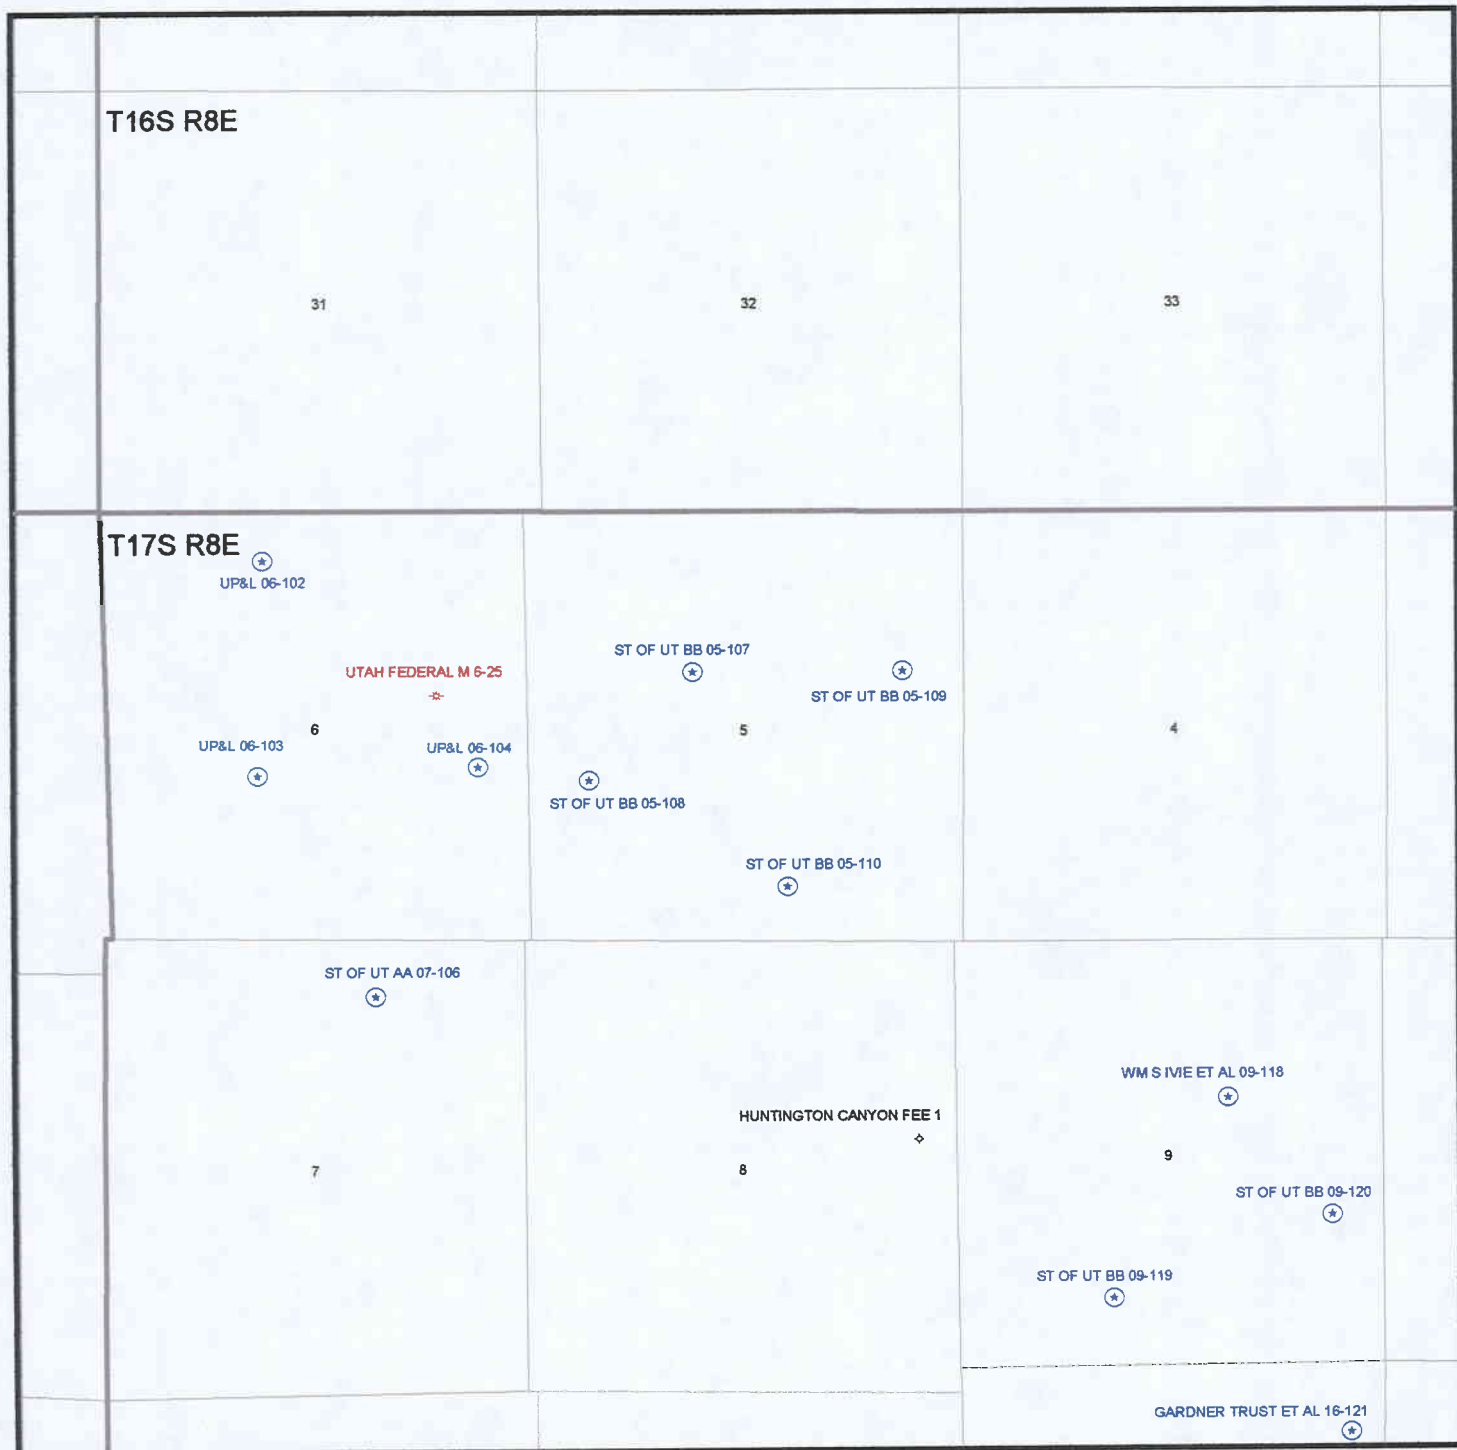 T16S R8E
31
32
33
T17S R8E
UP&L 06-102
UTAH FEDERAL M 6-25
ST OF UT BB 05-107
ST OF UT BB 05-109
6
5
4
UP&L 06-103
UP&L 06-104
ST OF UT BB 05-108
ST OF UT BB 05-110
ST OF UT AA 07-106
WM S IVIE ET AL 09-118
HUNTINGTON CANYON FEE 1
7
8
9
ST OF UT BB 09-120
ST OF UT BB 09-119
GARDNER TRUST ET AL 16-121